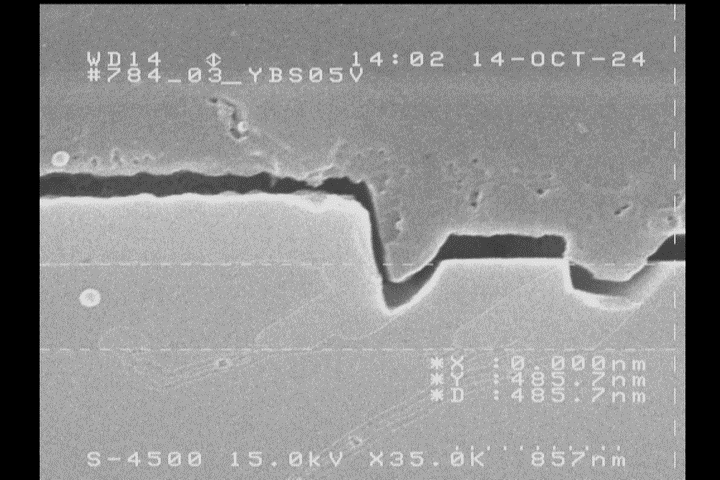 WD14 ⇕ 14:02 14-OCT-24
#784_03_YBS05V
*X :0.000nm
*Y :485.7nm
*D :485.7nm
S-4500 15.0kV X35.0K 857nm